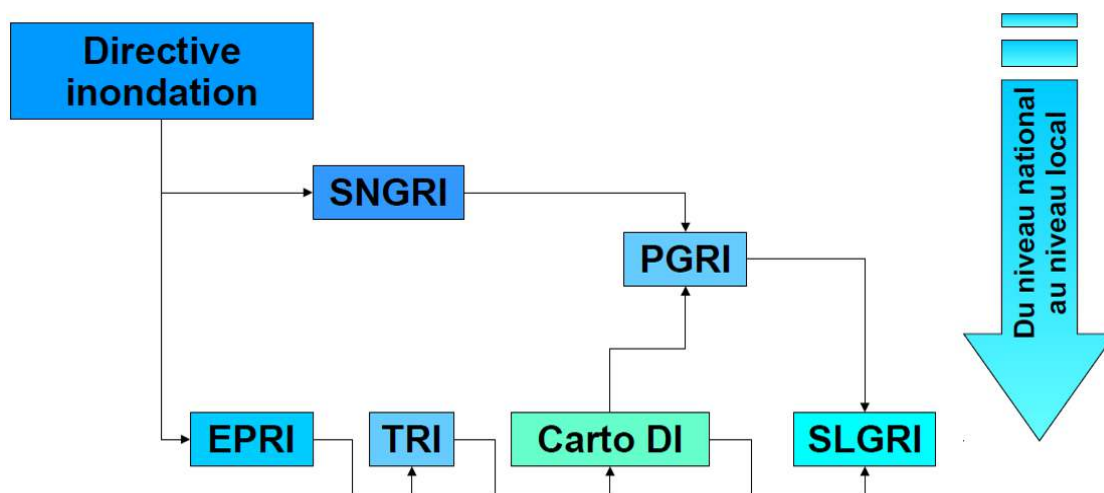 Directive
inondation
SNGRI
PGRI
EPRI
TRI
Carto DI
SLGRI
Du niveau national
au niveau local